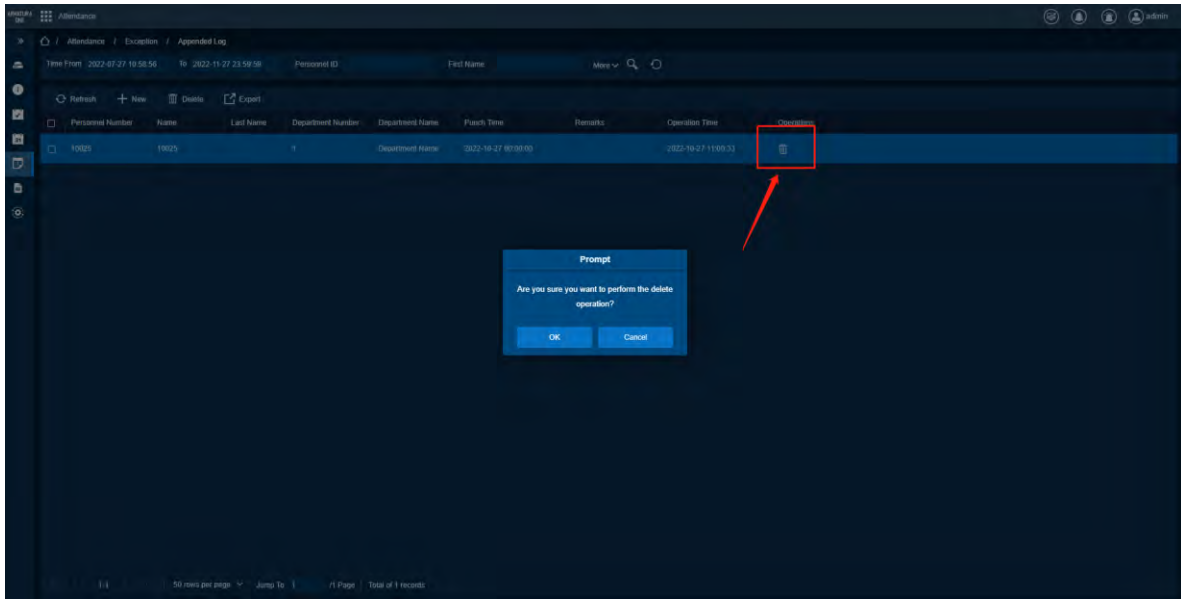 ARMATURA ONE Attendance admin
/ Attendance / Exception / Appended Log
Time From 2022-07-27 10:58:56 To 2022-11-27 23:59:59 Personnel ID First Name More
Refresh New Delete Export
Personnel Number Name Last Name Department Number Department Name Punch Time Remarks Operation Time Operations
10025 10025 1 Department Name 2022-10-27 00:00:00 2022-10-27 11:00:33
Prompt
Are you sure you want to perform the delete
operation?
OK Cancel
1-1 50 rows per page Jump To 1 /1 Page Total of 1 records